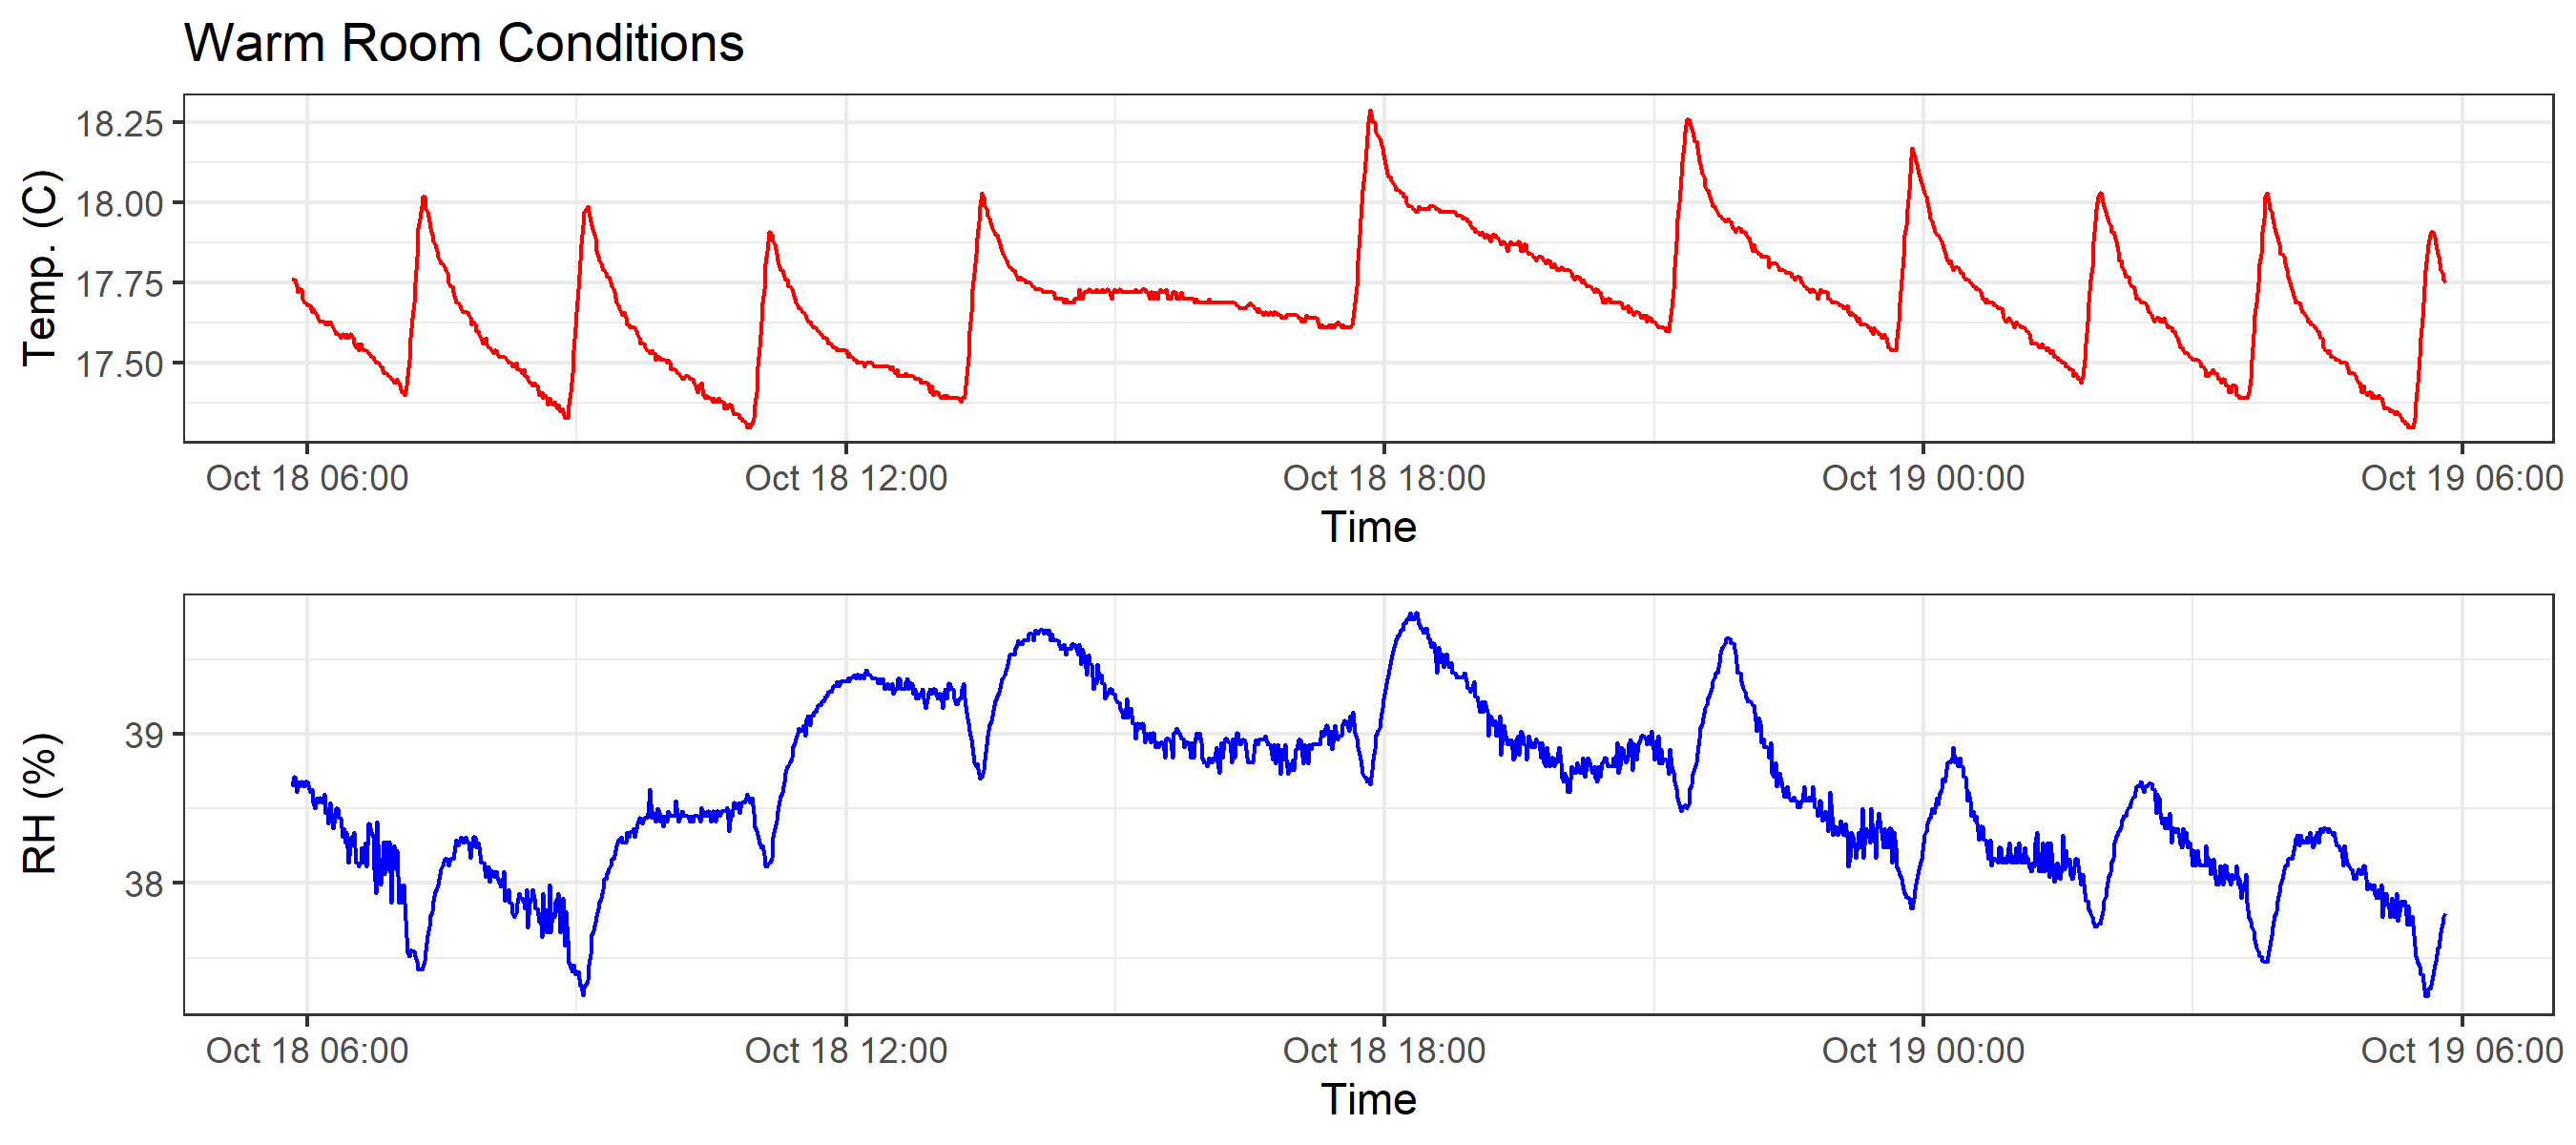 Warm Room Conditions
Temp. (C)
18.25
18.00
17.75
17.50
Oct 18 06:00 Oct 18 12:00 Oct 18 18:00 Oct 19 00:00 Oct 19 06:00
Time
RH (%)
39
38
Oct 18 06:00 Oct 18 12:00 Oct 18 18:00 Oct 19 00:00 Oct 19 06:00
Time